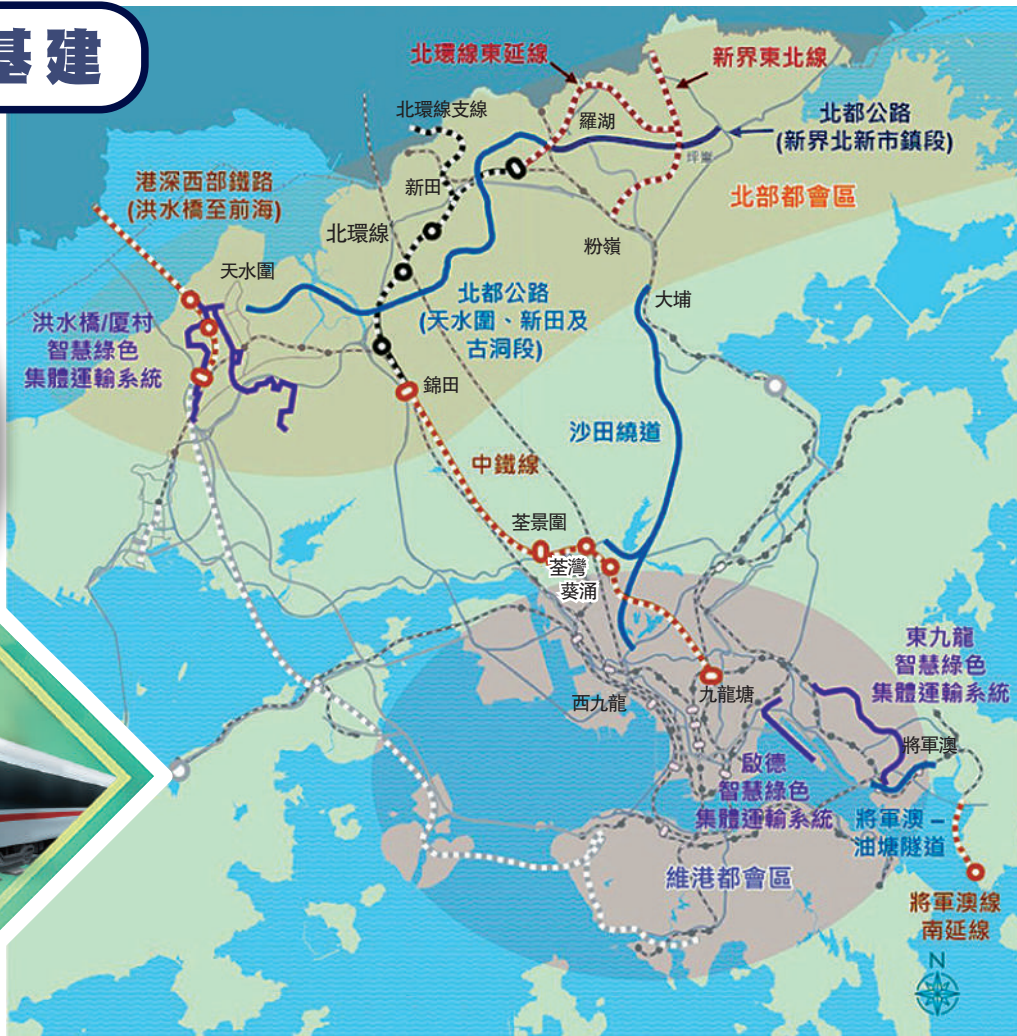 基建
北環線東延線
新界東北線
北環線支線
羅湖
北都公路
(新界北新市鎮段)
坪輋
港深西部鐵路
(洪水橋至前海)
新田
北部都會區
北環線
粉嶺
天水圍
北都公路
(天水圍、新田及
古洞段)
大埔
洪水橋/厦村
智慧綠色
集體運輸系統
錦田
沙田繞道
中鐵線
荃景圍
荃灣
葵涌
東九龍
智慧綠色
集體運輸系統
西九龍
九龍塘
將軍澳
啟德
智慧綠色
集體運輸系統
將軍澳 –
油塘隧道
維港都會區
將軍澳線
南延線
N